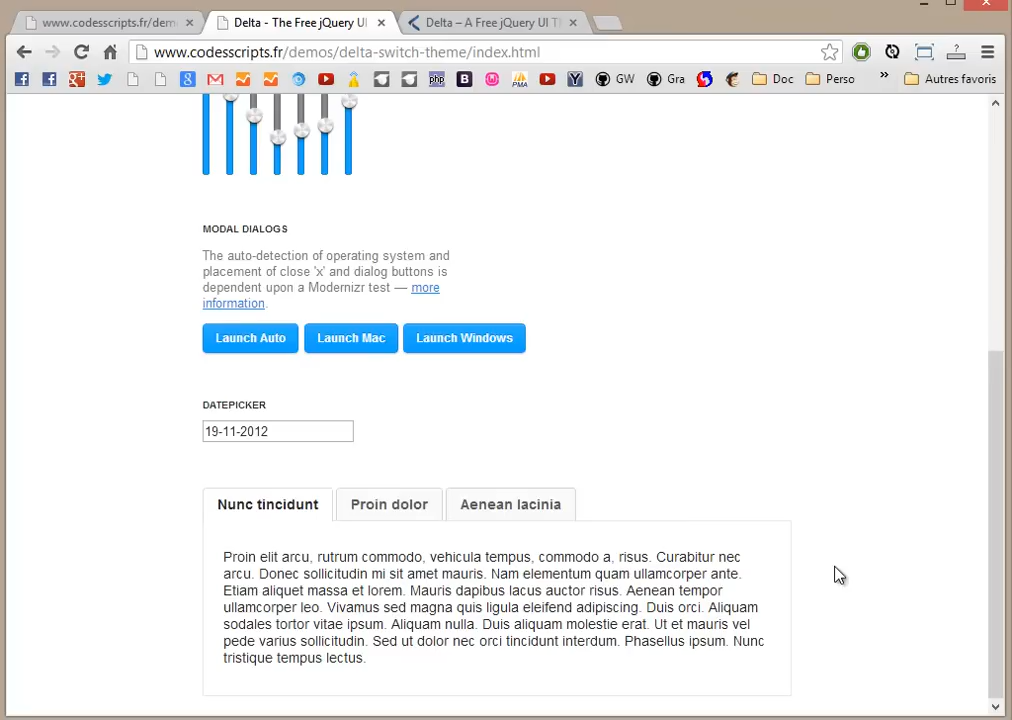 www.codesscripts.fr/dem
Delta - The Free jQuery UI
Delta – A Free jQuery UI T
www.codesscripts.fr/demos/delta-switch-theme/index.html
GW
Gra
Doc
Perso
»
Autres favoris
MODAL DIALOGS
The auto-detection of operating system and
placement of close 'x' and dialog buttons is
dependent upon a Modernizr test — more
information.
Launch Auto
Launch Mac
Launch Windows
DATEPICKER
19-11-2012
Nunc tincidunt
Proin dolor
Aenean lacinia
Proin elit arcu, rutrum commodo, vehicula tempus, commodo a, risus. Curabitur nec
arcu. Donec sollicitudin mi sit amet mauris. Nam elementum quam ullamcorper ante.
Etiam aliquet massa et lorem. Mauris dapibus lacus auctor risus. Aenean tempor
ullamcorper leo. Vivamus sed magna quis ligula eleifend adipiscing. Duis orci. Aliquam
sodales tortor vitae ipsum. Aliquam nulla. Duis aliquam molestie erat. Ut et mauris vel
pede varius sollicitudin. Sed ut dolor nec orci tincidunt interdum. Phasellus ipsum. Nunc
tristique tempus lectus.